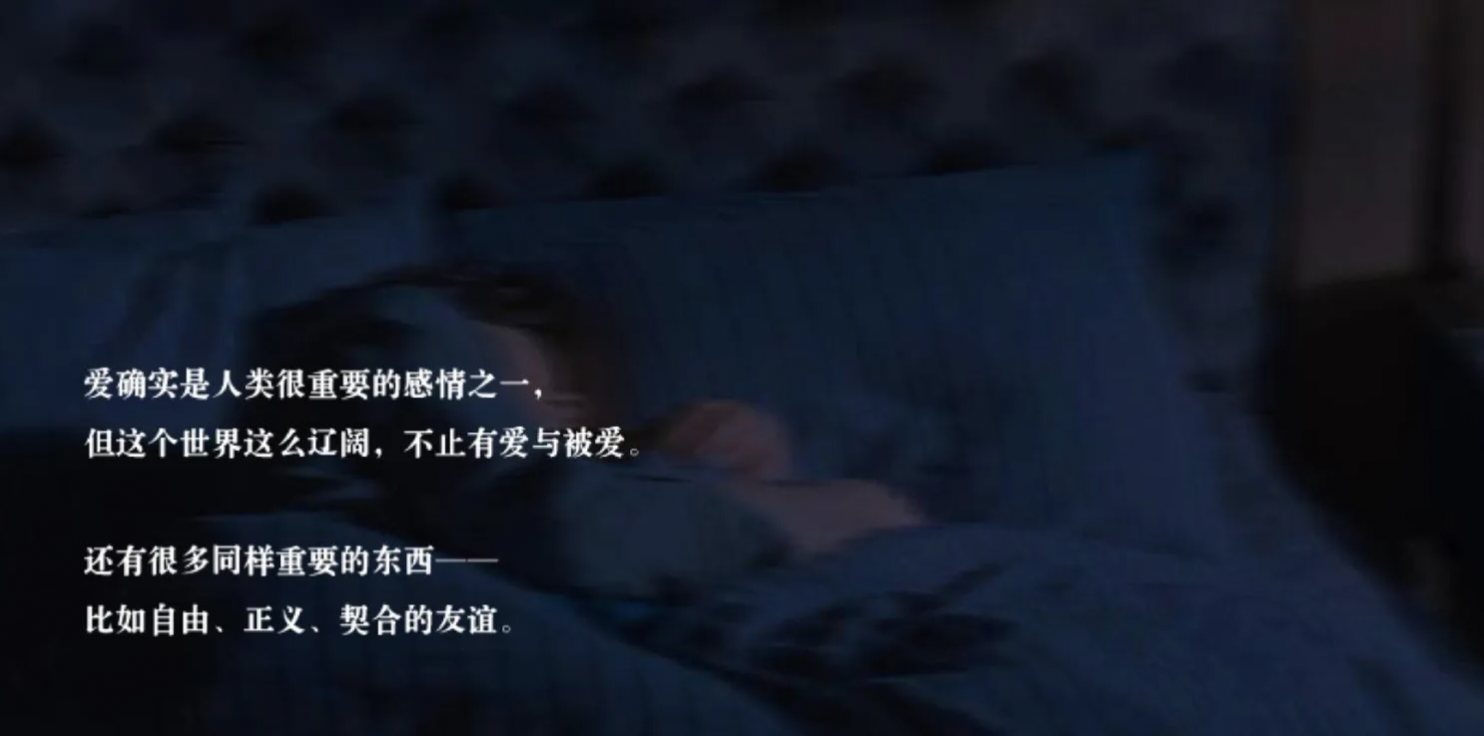 爱确实是人类很重要的感情之一，
但这个世界这么辽阔，不止有爱与被爱。
还有很多同样重要的东西——
比如自由、正义、契合的友谊。